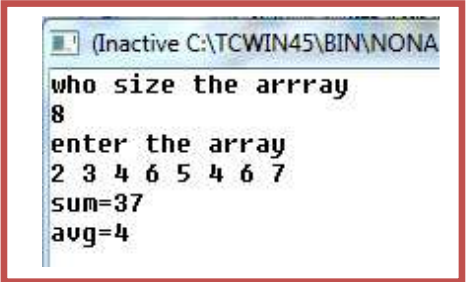 (Inactive C:\TCWIN45\BIN\NONA
who size the arrray
8
enter the array
2 3 4 6 5 4 6 7
sum=37
avg=4